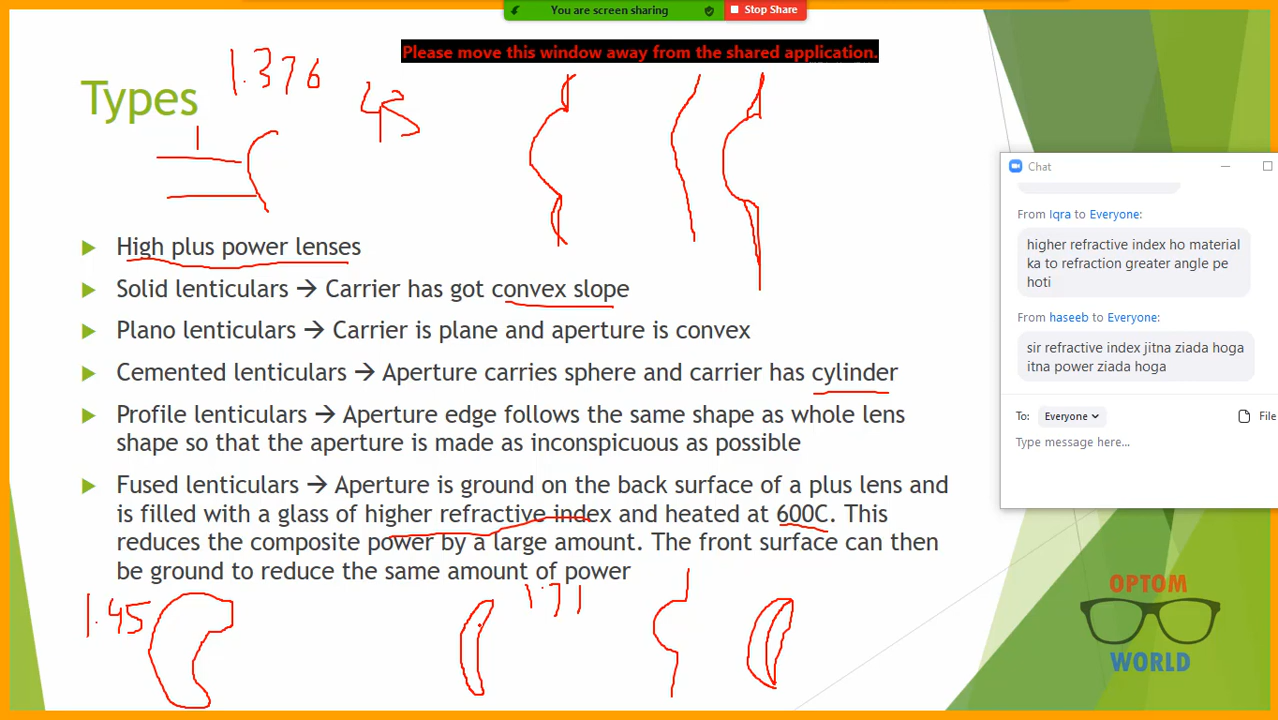 You are screen sharing
Stop Share
Please move this window away from the shared application.
1.376
Types
43
1
▶ High plus power lenses
▶ Solid lenticulars → Carrier has got convex slope
▶ Plano lenticulars → Carrier is plane and aperture is convex
▶ Cemented lenticulars → Aperture carries sphere and carrier has cylinder
▶ Profile lenticulars → Aperture edge follows the same shape as whole lens
shape so that the aperture is made as inconspicuous as possible
▶ Fused lenticulars → Aperture is ground on the back surface of a plus lens and
is filled with a glass of higher refractive index and heated at 600C. This
reduces the composite power by a large amount. The front surface can then
be ground to reduce the same amount of power
1.45
1.71
OPTOM
WORLD
Chat
From Iqra to Everyone:
higher refractive index ho material
ka to refraction greater angle pe
hoti
From haseeb to Everyone:
sir refractive index jitna ziada hoga
itna power ziada hoga
To: Everyone
File
Type message here...